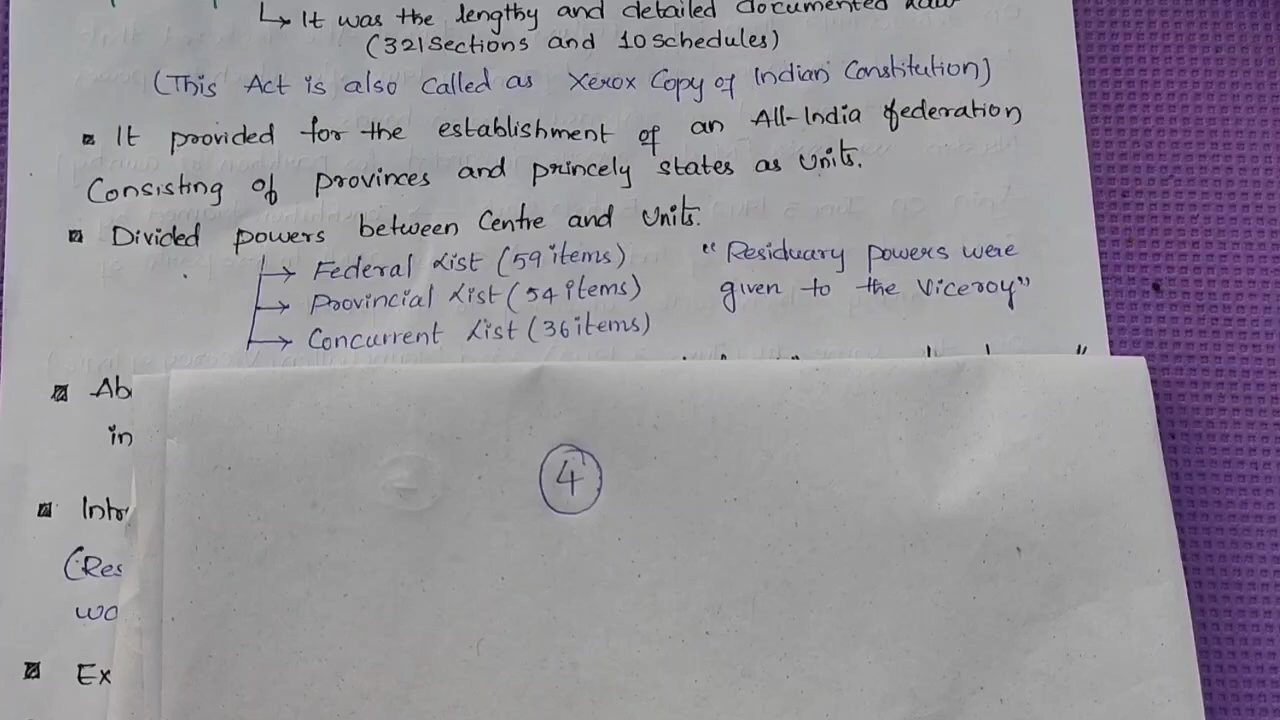 ↳ It was the lengthy and detailed documented
(321 Sections and 10 Schedules)
(This Act is also Called as Xerox Copy of Indian Constitution)
▪ It provided for the establishment of an All-India federation
Consisting of provinces and princely states as Units.
▪ Divided powers between Centre and Units.
→ Federal List (59 items) "Residuary powers were
→ Provincial List (54 items) given to the Viceroy"
→ Concurrent List (36 items)
▪ Ab
in
▪ Intr
(Res
wo
▪ Ex
4